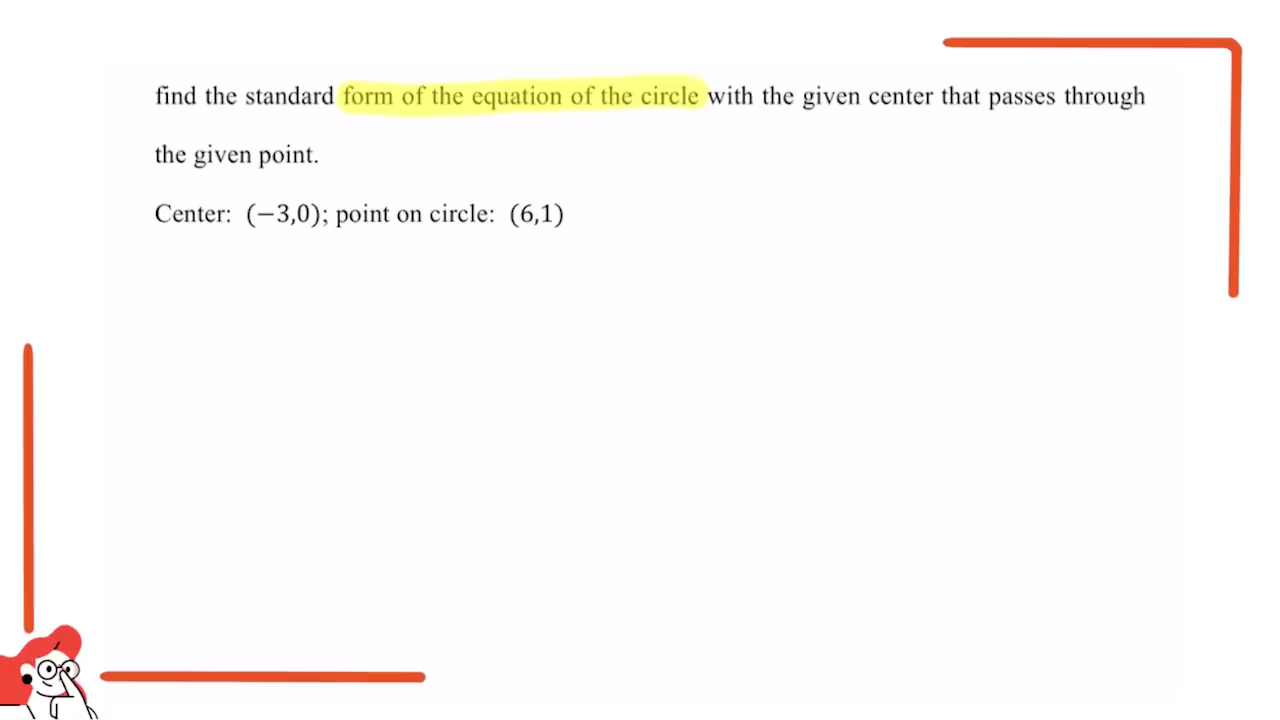 find the standard form of the equation of the circle with the given center that passes through
the given point.
Center: (−3,0); point on circle: (6,1)